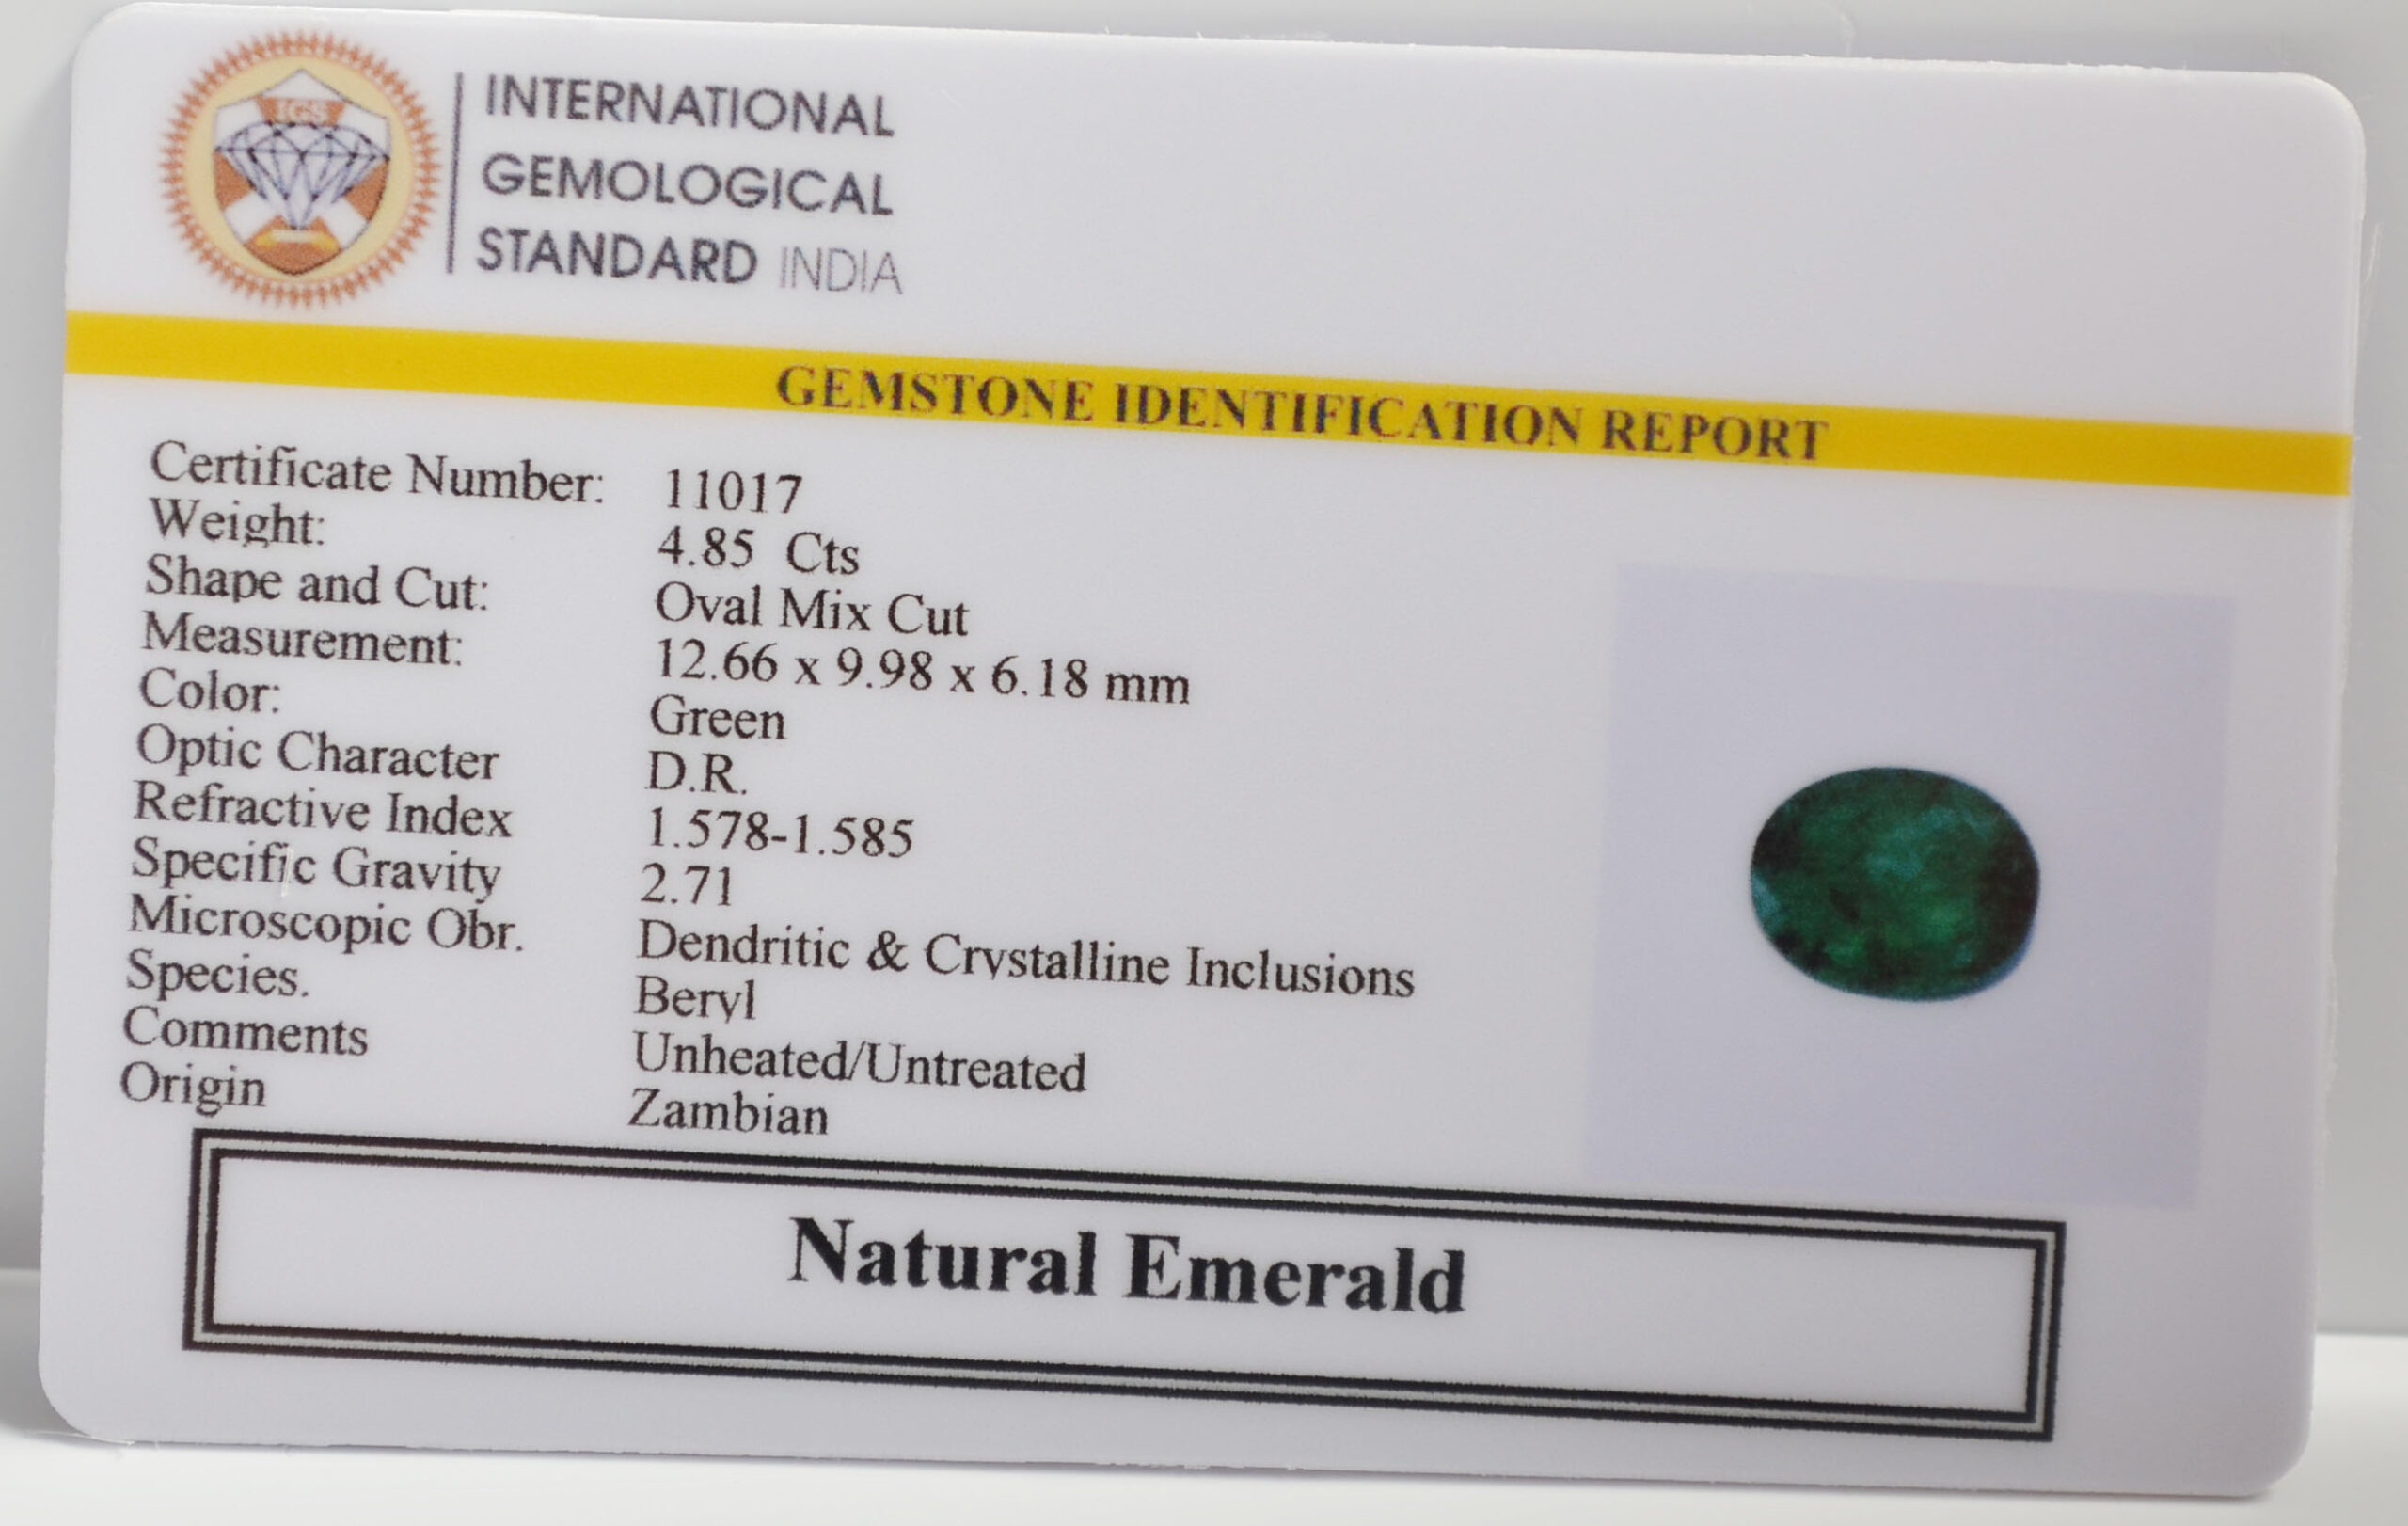 IGS
INTERNATIONAL
GEMOLOGICAL
STANDARD INDIA
GEMSTONE IDENTIFICATION REPORT
Certificate Number: 11017
Weight: 4.85 Cts
Shape and Cut: Oval Mix Cut
Measurement: 12.66 x 9.98 x 6.18 mm
Color: Green
Optic Character D.R.
Refractive Index 1.578-1.585
Specific Gravity 2.71
Microscopic Obr. Dendritic & Crystalline Inclusions
Species. Beryl
Comments Unheated/Untreated
Origin Zambian
Natural Emerald